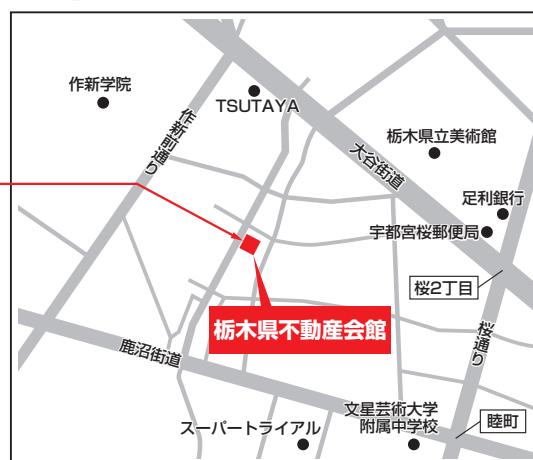 作新学院
TSUTAYA
作新前通り
大谷街道
栃木県立美術館
足利銀行
宇都宮桜郵便局
桜2丁目
桜通り
栃木県不動産会館
鹿沼街道
文星芸術大学
附属中学校
スーパートライアル
睦町